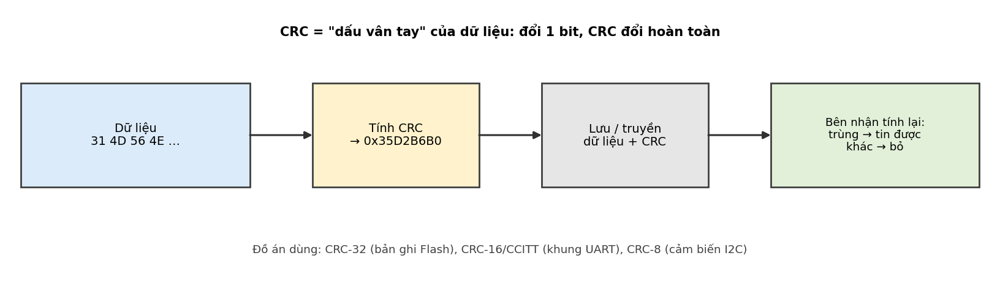 CRC = "dấu vân tay" của dữ liệu: đổi 1 bit, CRC đổi hoàn toàn
Dữ liệu
31 4D 56 4E …
Tính CRC
→ 0x35D2B6B0
Lưu / truyền
dữ liệu + CRC
Bên nhận tính lại:
trùng → tin được
khác → bỏ
Đồ án dùng: CRC-32 (bản ghi Flash), CRC-16/CCITT (khung UART), CRC-8 (cảm biến I2C)